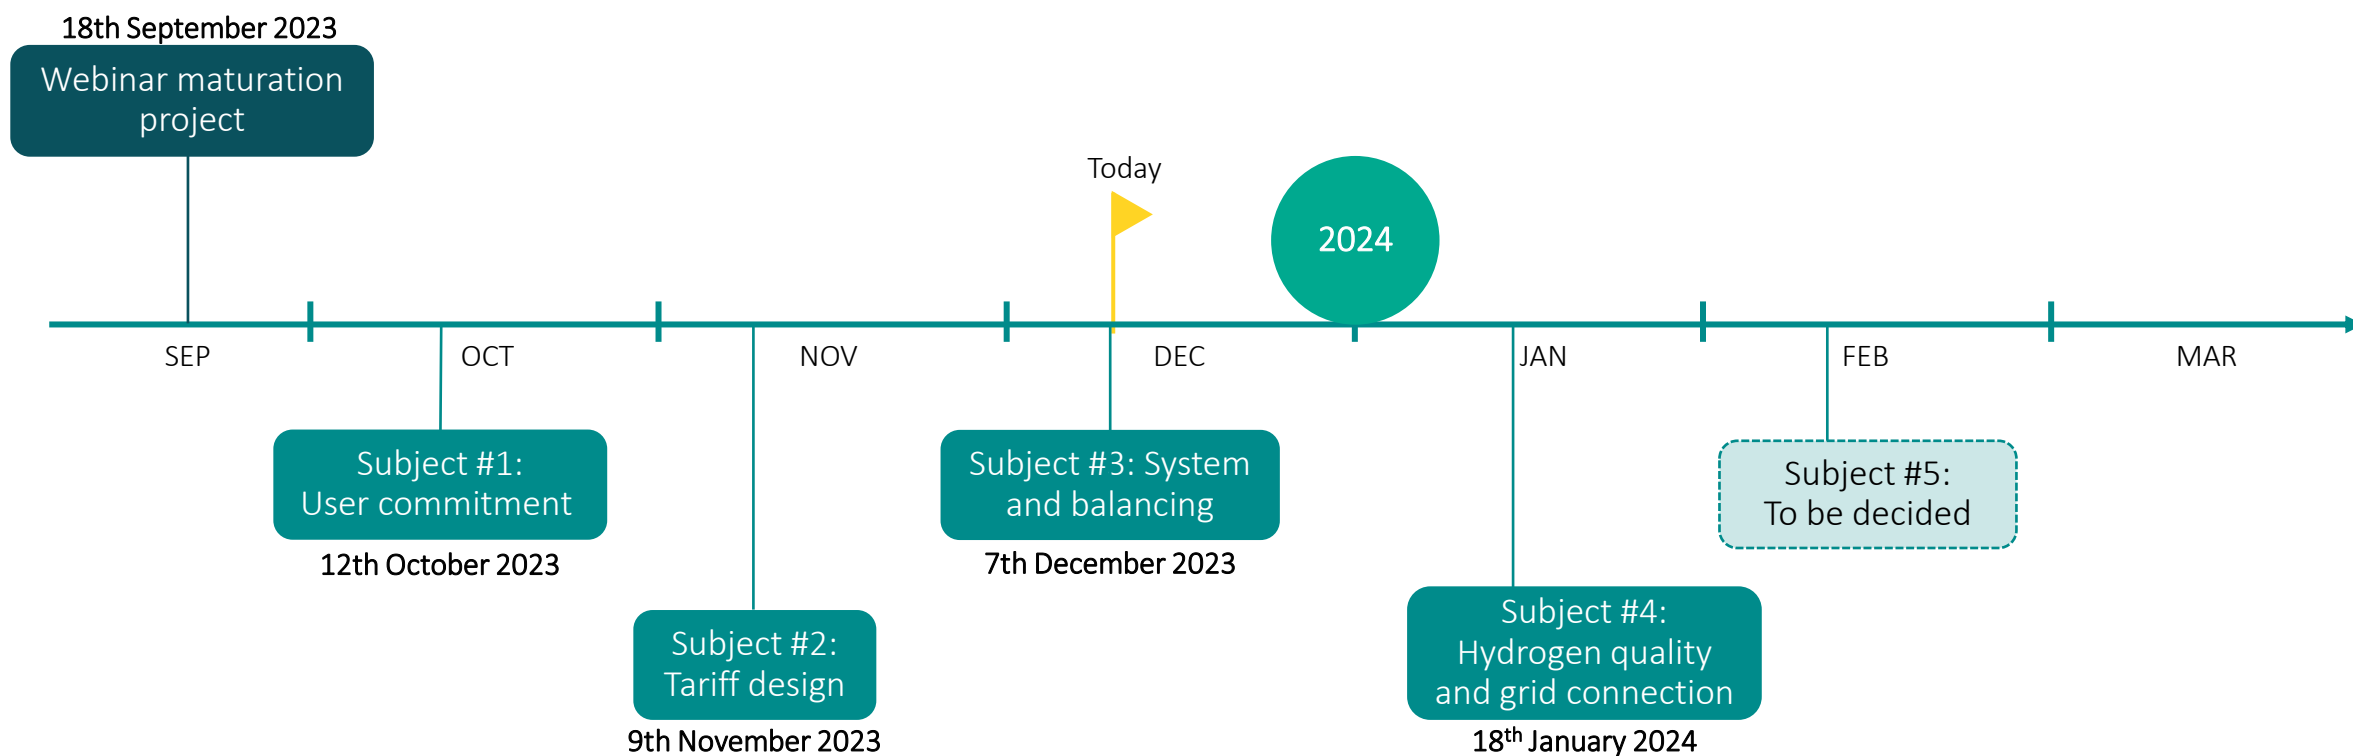 18th September 2023
Webinar maturation
project
Today
2024
SEP
OCT
NOV
DEC
JAN
FEB
MAR
Subject #1:
User commitment
12th October 2023
Subject #2:
Tariff design
9th November 2023
Subject #3: System
and balancing
7th December 2023
Subject #4:
Hydrogen quality
and grid connection
18th January 2024
Subject #5:
To be decided